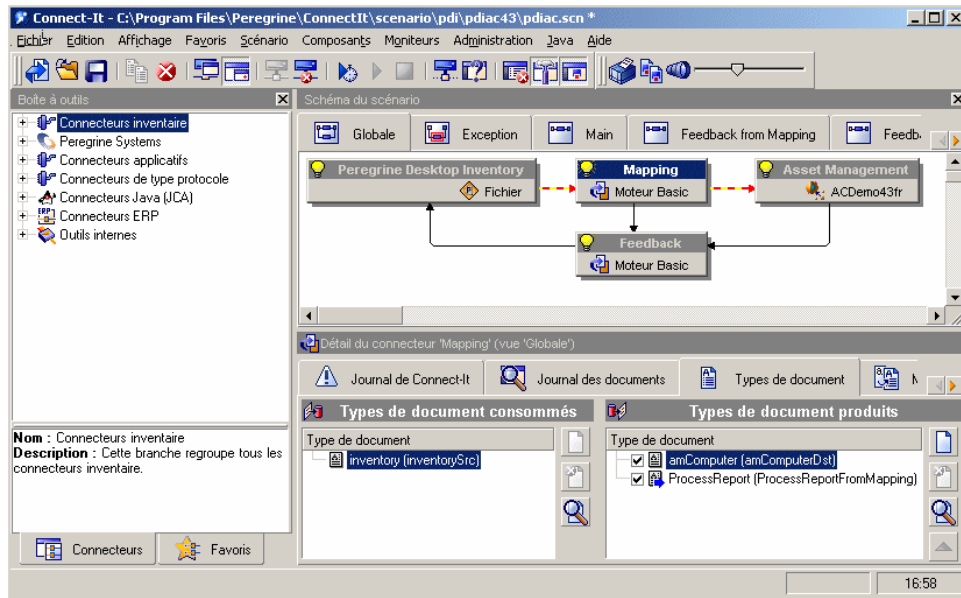 Connect-It - C:\Program Files\Peregrine\ConnectIt\scenario\pdi\pdiac43\pdiac.scn *
Fichier Edition Affichage Favoris Scénario Composants Moniteurs Administration Java Aide
Boîte à outils
Connecteurs inventaire
Peregrine Systems
Connecteurs applicatifs
Connecteurs de type protocole
Connecteurs Java (JCA)
Connecteurs ERP
Outils internes
Nom : Connecteurs inventaire
Description : Cette branche regroupe tous les
connecteurs inventaire.
Connecteurs Favoris
Schéma du scénario
Globale Exception Main Feedback from Mapping Feedb
Peregrine Desktop Inventory
Fichier
Mapping
Moteur Basic
Asset Management
ACDemo43fr
Feedback
Moteur Basic
Détail du connecteur 'Mapping' (vue 'Globale')
Journal de Connect-It Journal des documents Types de document
Types de document consommés
Type de document
inventory (inventorySrc)
Types de document produits
Type de document
amComputer (amComputerDst)
ProcessReport (ProcessReportFromMapping)
16:58